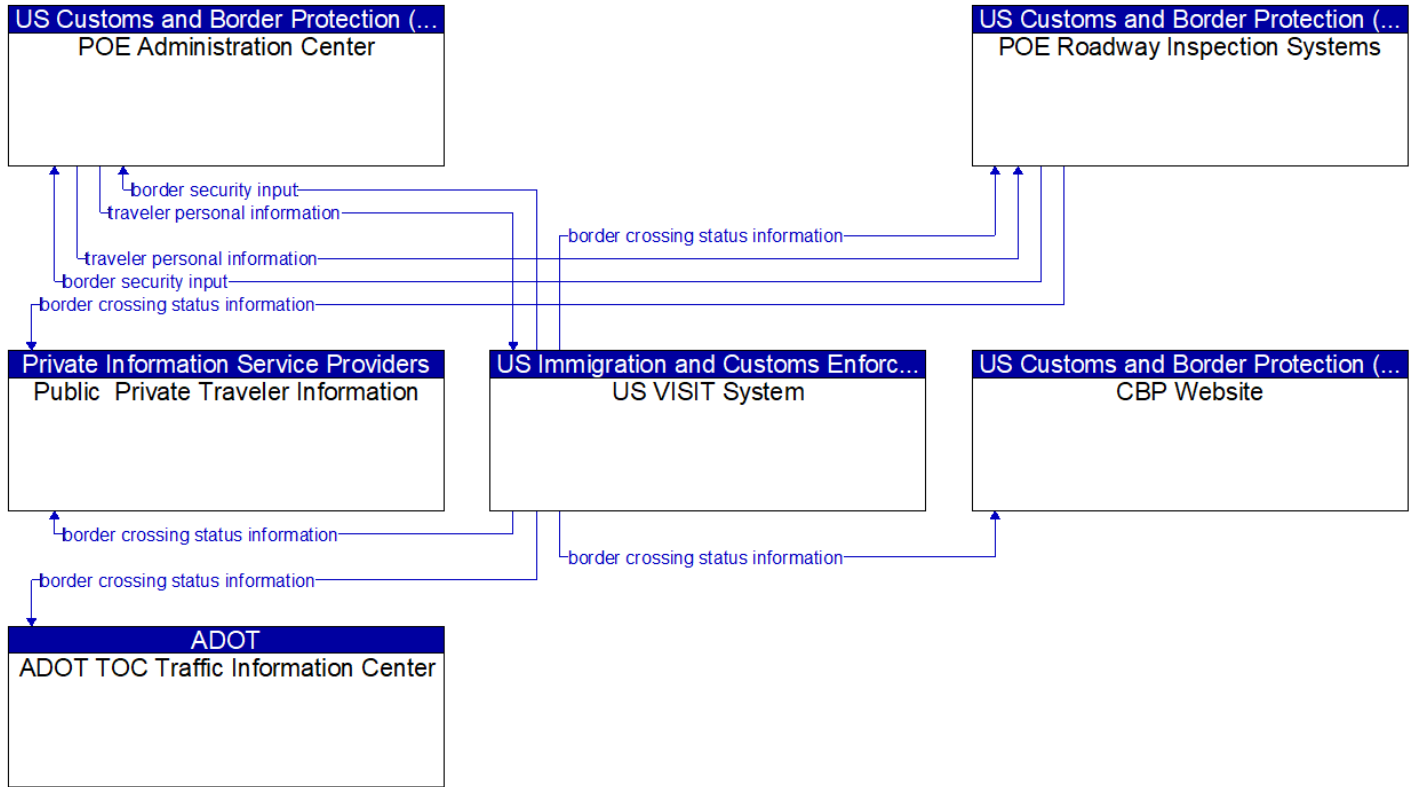 US Customs and Border Protection (...
POE Administration Center
US Customs and Border Protection (...
POE Roadway Inspection Systems
border security input
traveler personal information
border crossing status information
traveler personal information
border security input
border crossing status information
Private Information Service Providers
Public Private Traveler Information
US Immigration and Customs Enforc...
US VISIT System
US Customs and Border Protection (...
CBP Website
border crossing status information
border crossing status information
border crossing status information
ADOT
ADOT TOC Traffic Information Center